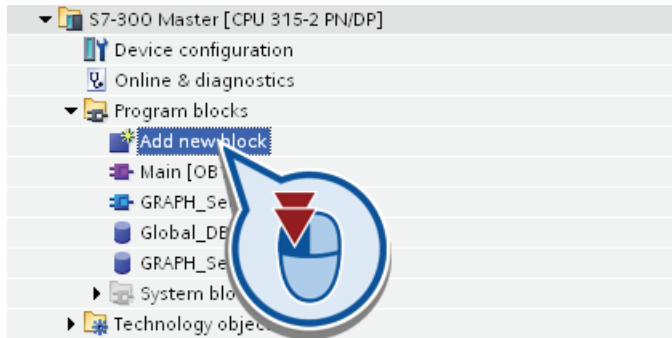 S7-300 Master [CPU 315-2 PN/DP]
Device configuration
Online & diagnostics
Program blocks
Add new block
Main [OB
GRAPH_Se
Global_DB
GRAPH_Se
System blo
Technology objec